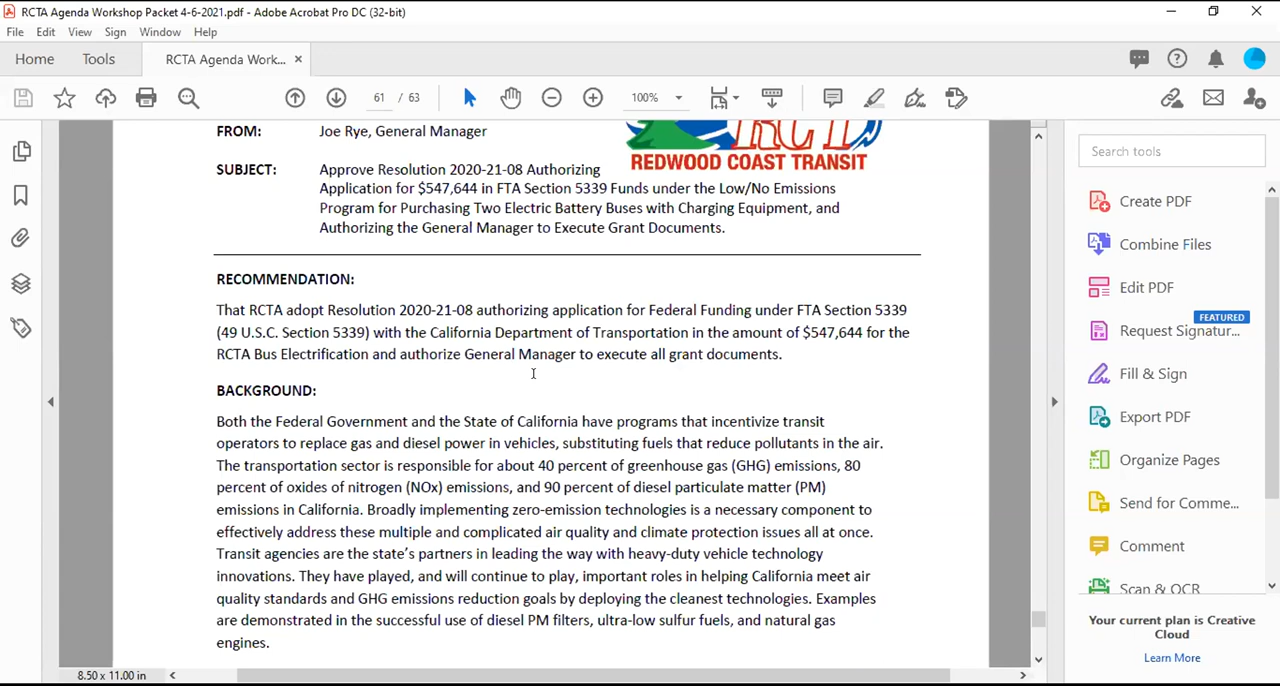 RCTA Agenda Workshop Packet 4-6-2021.pdf - Adobe Acrobat Pro DC (32-bit)
File Edit View Sign Window Help
Home Tools RCTA Agenda Work... ×
61 / 63 100%
FROM: Joe Rye, General Manager
REDWOOD COAST TRANSIT
SUBJECT: Approve Resolution 2020-21-08 Authorizing
Application for $547,644 in FTA Section 5339 Funds under the Low/No Emissions
Program for Purchasing Two Electric Battery Buses with Charging Equipment, and
Authorizing the General Manager to Execute Grant Documents.
RECOMMENDATION:
That RCTA adopt Resolution 2020-21-08 authorizing application for Federal Funding under FTA Section 5339
(49 U.S.C. Section 5339) with the California Department of Transportation in the amount of $547,644 for the
RCTA Bus Electrification and authorize General Manager to execute all grant documents.
BACKGROUND:
Both the Federal Government and the State of California have programs that incentivize transit
operators to replace gas and diesel power in vehicles, substituting fuels that reduce pollutants in the air.
The transportation sector is responsible for about 40 percent of greenhouse gas (GHG) emissions, 80
percent of oxides of nitrogen (NOx) emissions, and 90 percent of diesel particulate matter (PM)
emissions in California. Broadly implementing zero-emission technologies is a necessary component to
effectively address these multiple and complicated air quality and climate protection issues all at once.
Transit agencies are the state's partners in leading the way with heavy-duty vehicle technology
innovations. They have played, and will continue to play, important roles in helping California meet air
quality standards and GHG emissions reduction goals by deploying the cleanest technologies. Examples
are demonstrated in the successful use of diesel PM filters, ultra-low sulfur fuels, and natural gas
engines.
8.50 x 11.00 in
Search tools
Create PDF
Combine Files
Edit PDF
FEATURED
Request Signatur...
Fill & Sign
Export PDF
Organize Pages
Send for Comme...
Comment
Scan & OCR
Your current plan is Creative
Cloud
Learn More